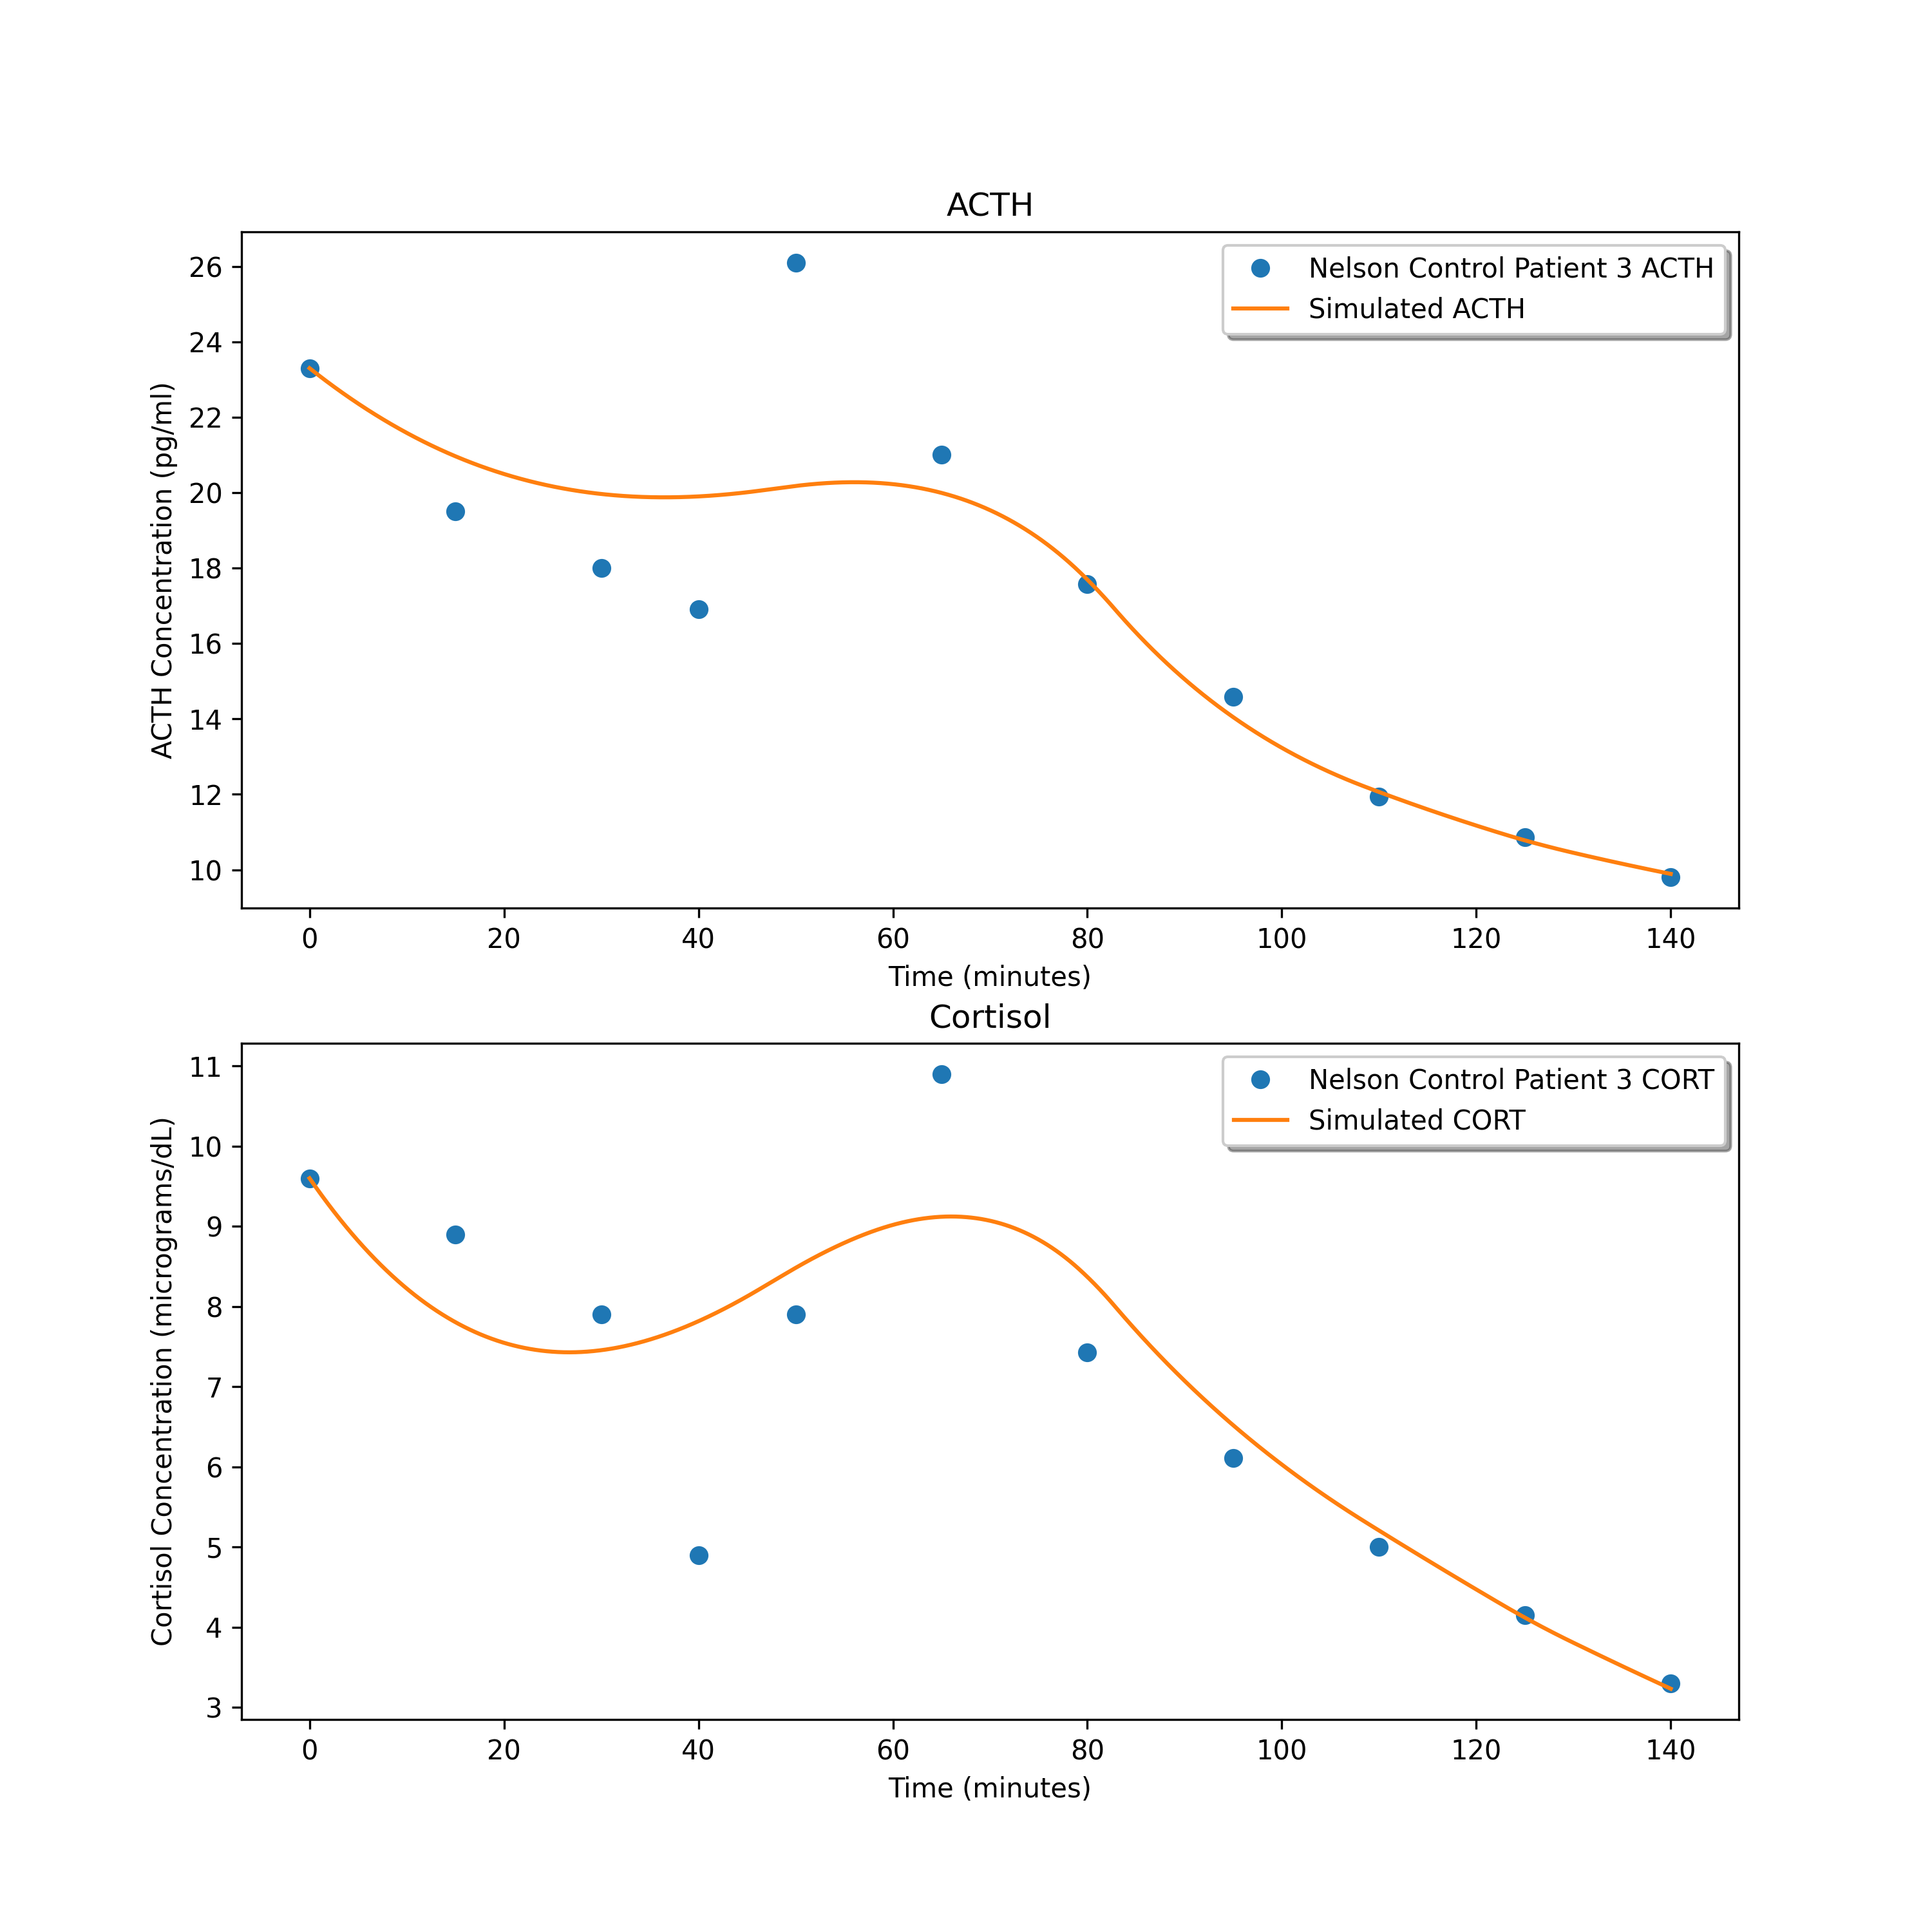 ACTH
26
24
22
20
18
16
14
12
10
ACTH Concentration (pg/ml)
Nelson Control Patient 3 ACTH
Simulated ACTH
0 20 40 60 80 100 120 140
Time (minutes)
Cortisol
11
10
9
8
7
6
5
4
3
Cortisol Concentration (micrograms/dL)
Nelson Control Patient 3 CORT
Simulated CORT
0 20 40 60 80 100 120 140
Time (minutes)